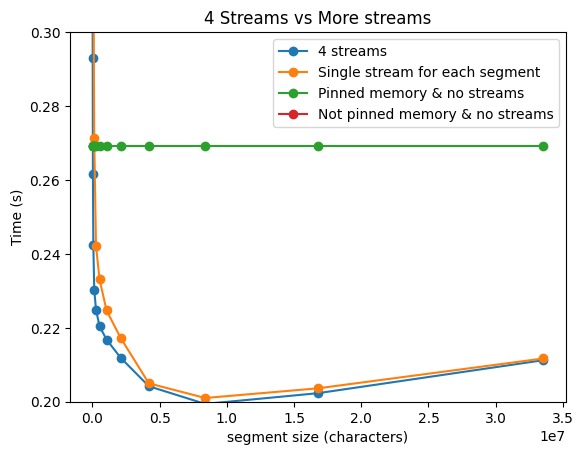 4 Streams vs More streams
4 streams
Single stream for each segment
Pinned memory & no streams
Not pinned memory & no streams
Time (s)
0.30
0.28
0.26
0.24
0.22
0.20
0.0 0.5 1.0 1.5 2.0 2.5 3.0 3.5
1e7
segment size (characters)